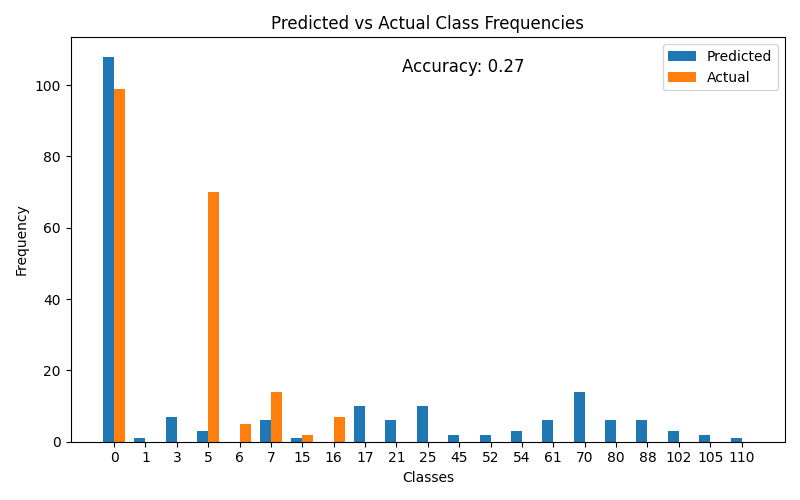 Predicted vs Actual Class Frequencies
Accuracy: 0.27
Predicted
Actual
Frequency
100
80
60
40
20
0
0 1 3 5 6 7 15 16 17 21 25 45 52 54 61 70 80 88 102 105 110
Classes